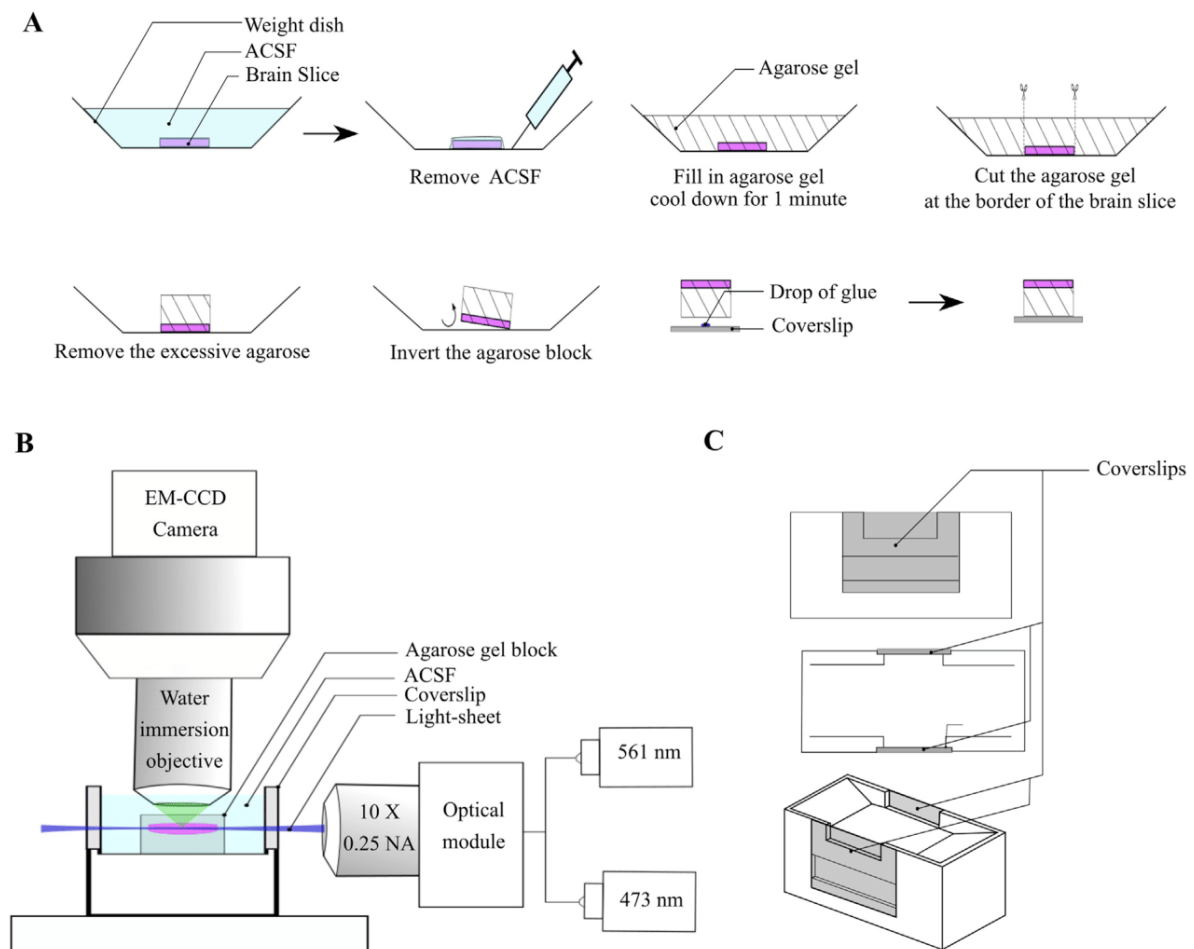 A
Weight dish
ACSF
Brain Slice
Remove ACSF
Agarose gel
Fill in agarose gel
cool down for 1 minute
Cut the agarose gel
at the border of the brain slice
Remove the excessive agarose
Invert the agarose block
Drop of glue
Coverslip
B
EM-CCD
Camera
Water
immersion
objective
Agarose gel block
ACSF
Coverslip
Light-sheet
10 X
0.25 NA
Optical
module
561 nm
473 nm
C
Coverslips